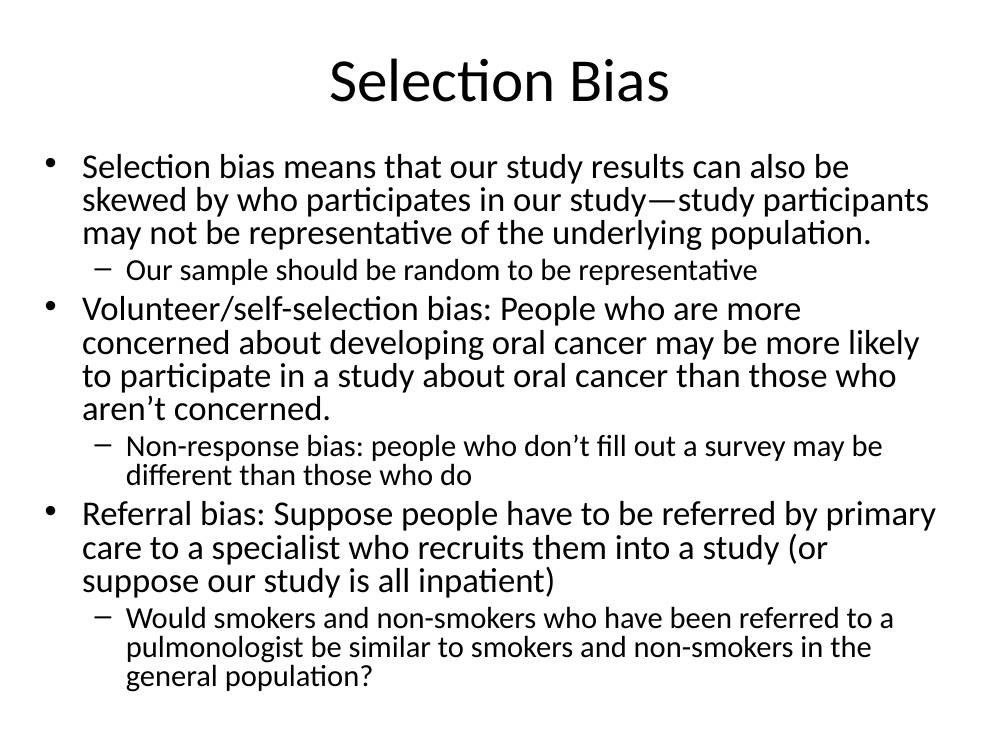 Selection Bias
• Selection bias means that our study results can also be
skewed by who participates in our study—study participants
may not be representative of the underlying population.
– Our sample should be random to be representative
• Volunteer/self-selection bias: People who are more
concerned about developing oral cancer may be more likely
to participate in a study about oral cancer than those who
aren’t concerned.
– Non-response bias: people who don’t fill out a survey may be
different than those who do
• Referral bias: Suppose people have to be referred by primary
care to a specialist who recruits them into a study (or
suppose our study is all inpatient)
– Would smokers and non-smokers who have been referred to a
pulmonologist be similar to smokers and non-smokers in the
general population?